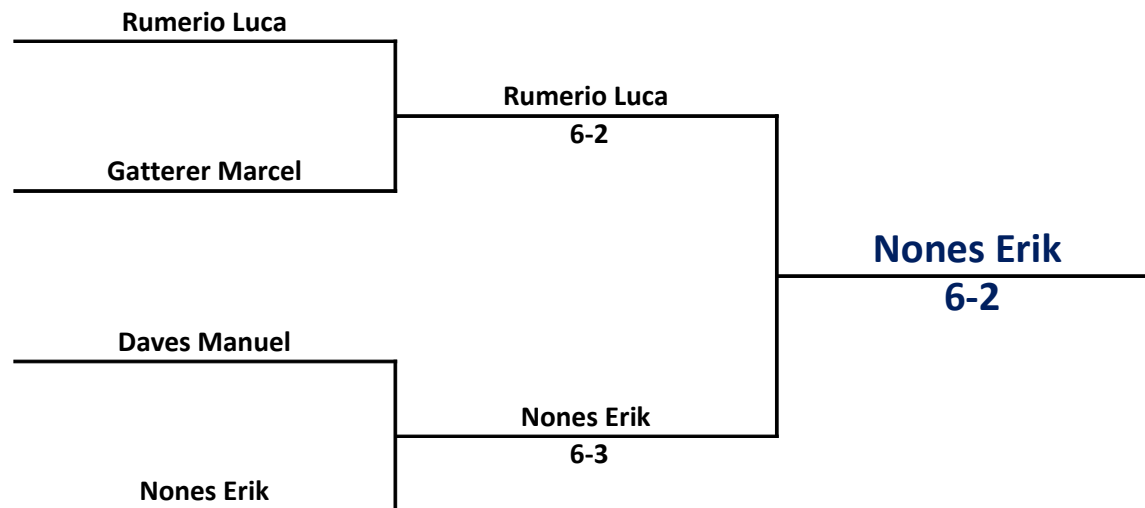 Rumerio Luca
Rumerio Luca
6-2
Gatterer Marcel
Nones Erik
6-2
Daves Manuel
Nones Erik
6-3
Nones Erik